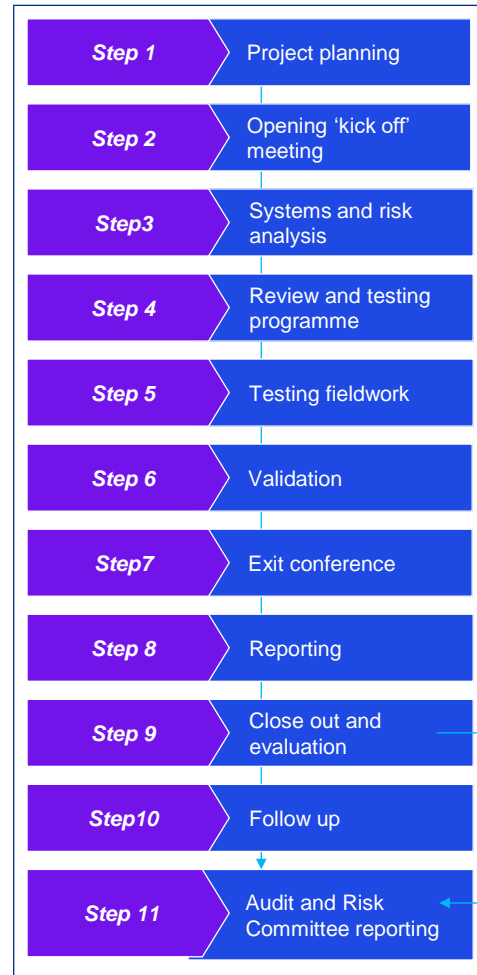 Step 1
Project planning
Step 2
Opening ‘kick off’
meeting
Step3
Systems and risk
analysis
Step 4
Review and testing
programme
Step 5
Testing fieldwork
Step 6
Validation
Step7
Exit conference
Step 8
Reporting
Step 9
Close out and
evaluation
Step10
Follow up
Step 11
Audit and Risk
Committee reporting